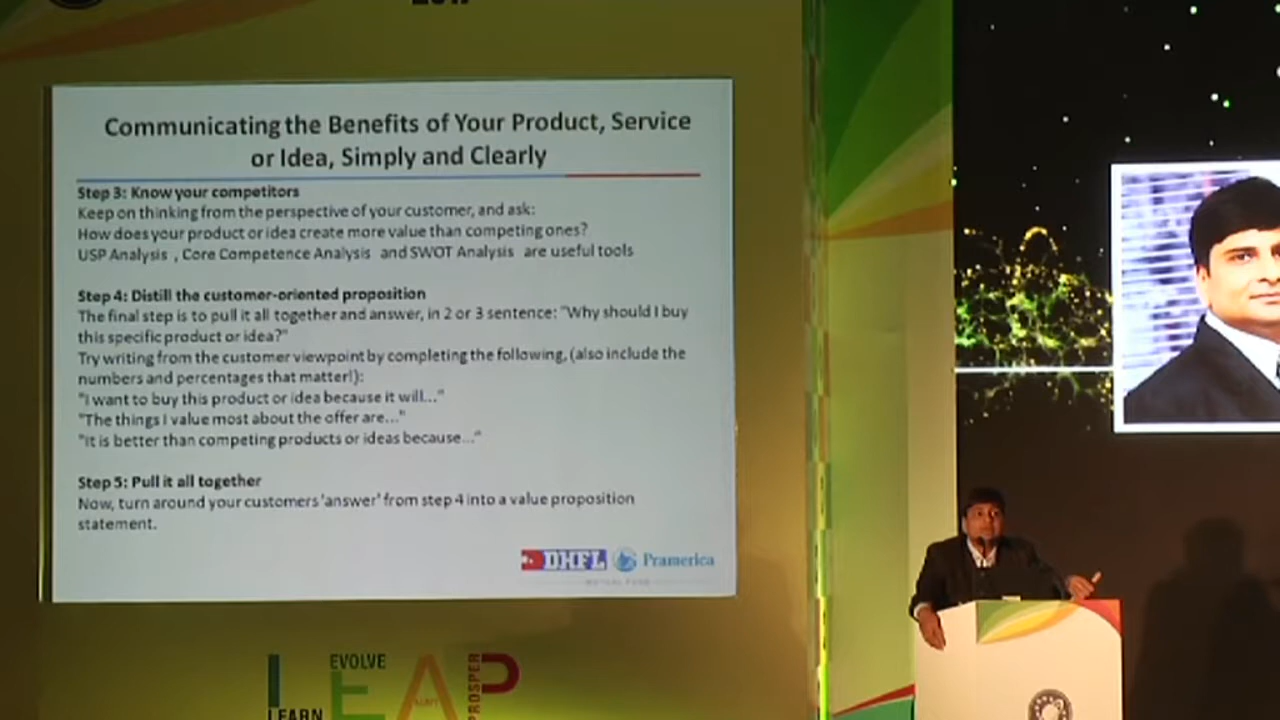 Communicating the Benefits of Your Product, Service
or Idea, Simply and Clearly
Step 3: Know your competitors
Keep on thinking from the perspective of your customer, and ask:
How does your product or idea create more value than competing ones?
USP Analysis , Core Competence Analysis and SWOT Analysis are useful tools
Step 4: Distill the customer-oriented proposition
The final step is to pull it all together and answer, in 2 or 3 sentence: "Why should I buy
this specific product or idea?"
Try writing from the customer viewpoint by completing the following, (also include the
numbers and percentages that matter!):
"I want to buy this product or idea because it will..."
"The things I value most about the offer are..."
"It is better than competing products or ideas because..."
Step 5: Pull it all together
Now, turn around your customers 'answer' from step 4 into a value proposition
statement.
DHFL Pramerica
MUTUAL FUND
LEAP
LEARN
EVOLVE
PROSPER